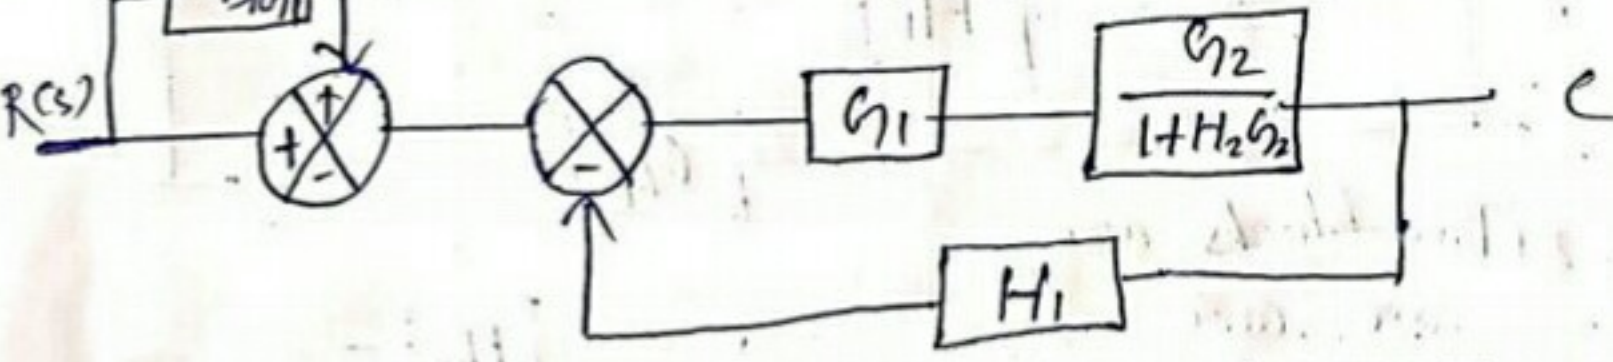 R(s)
+
↑
-
-
G1
G2
1+H₂G₂
C
H1